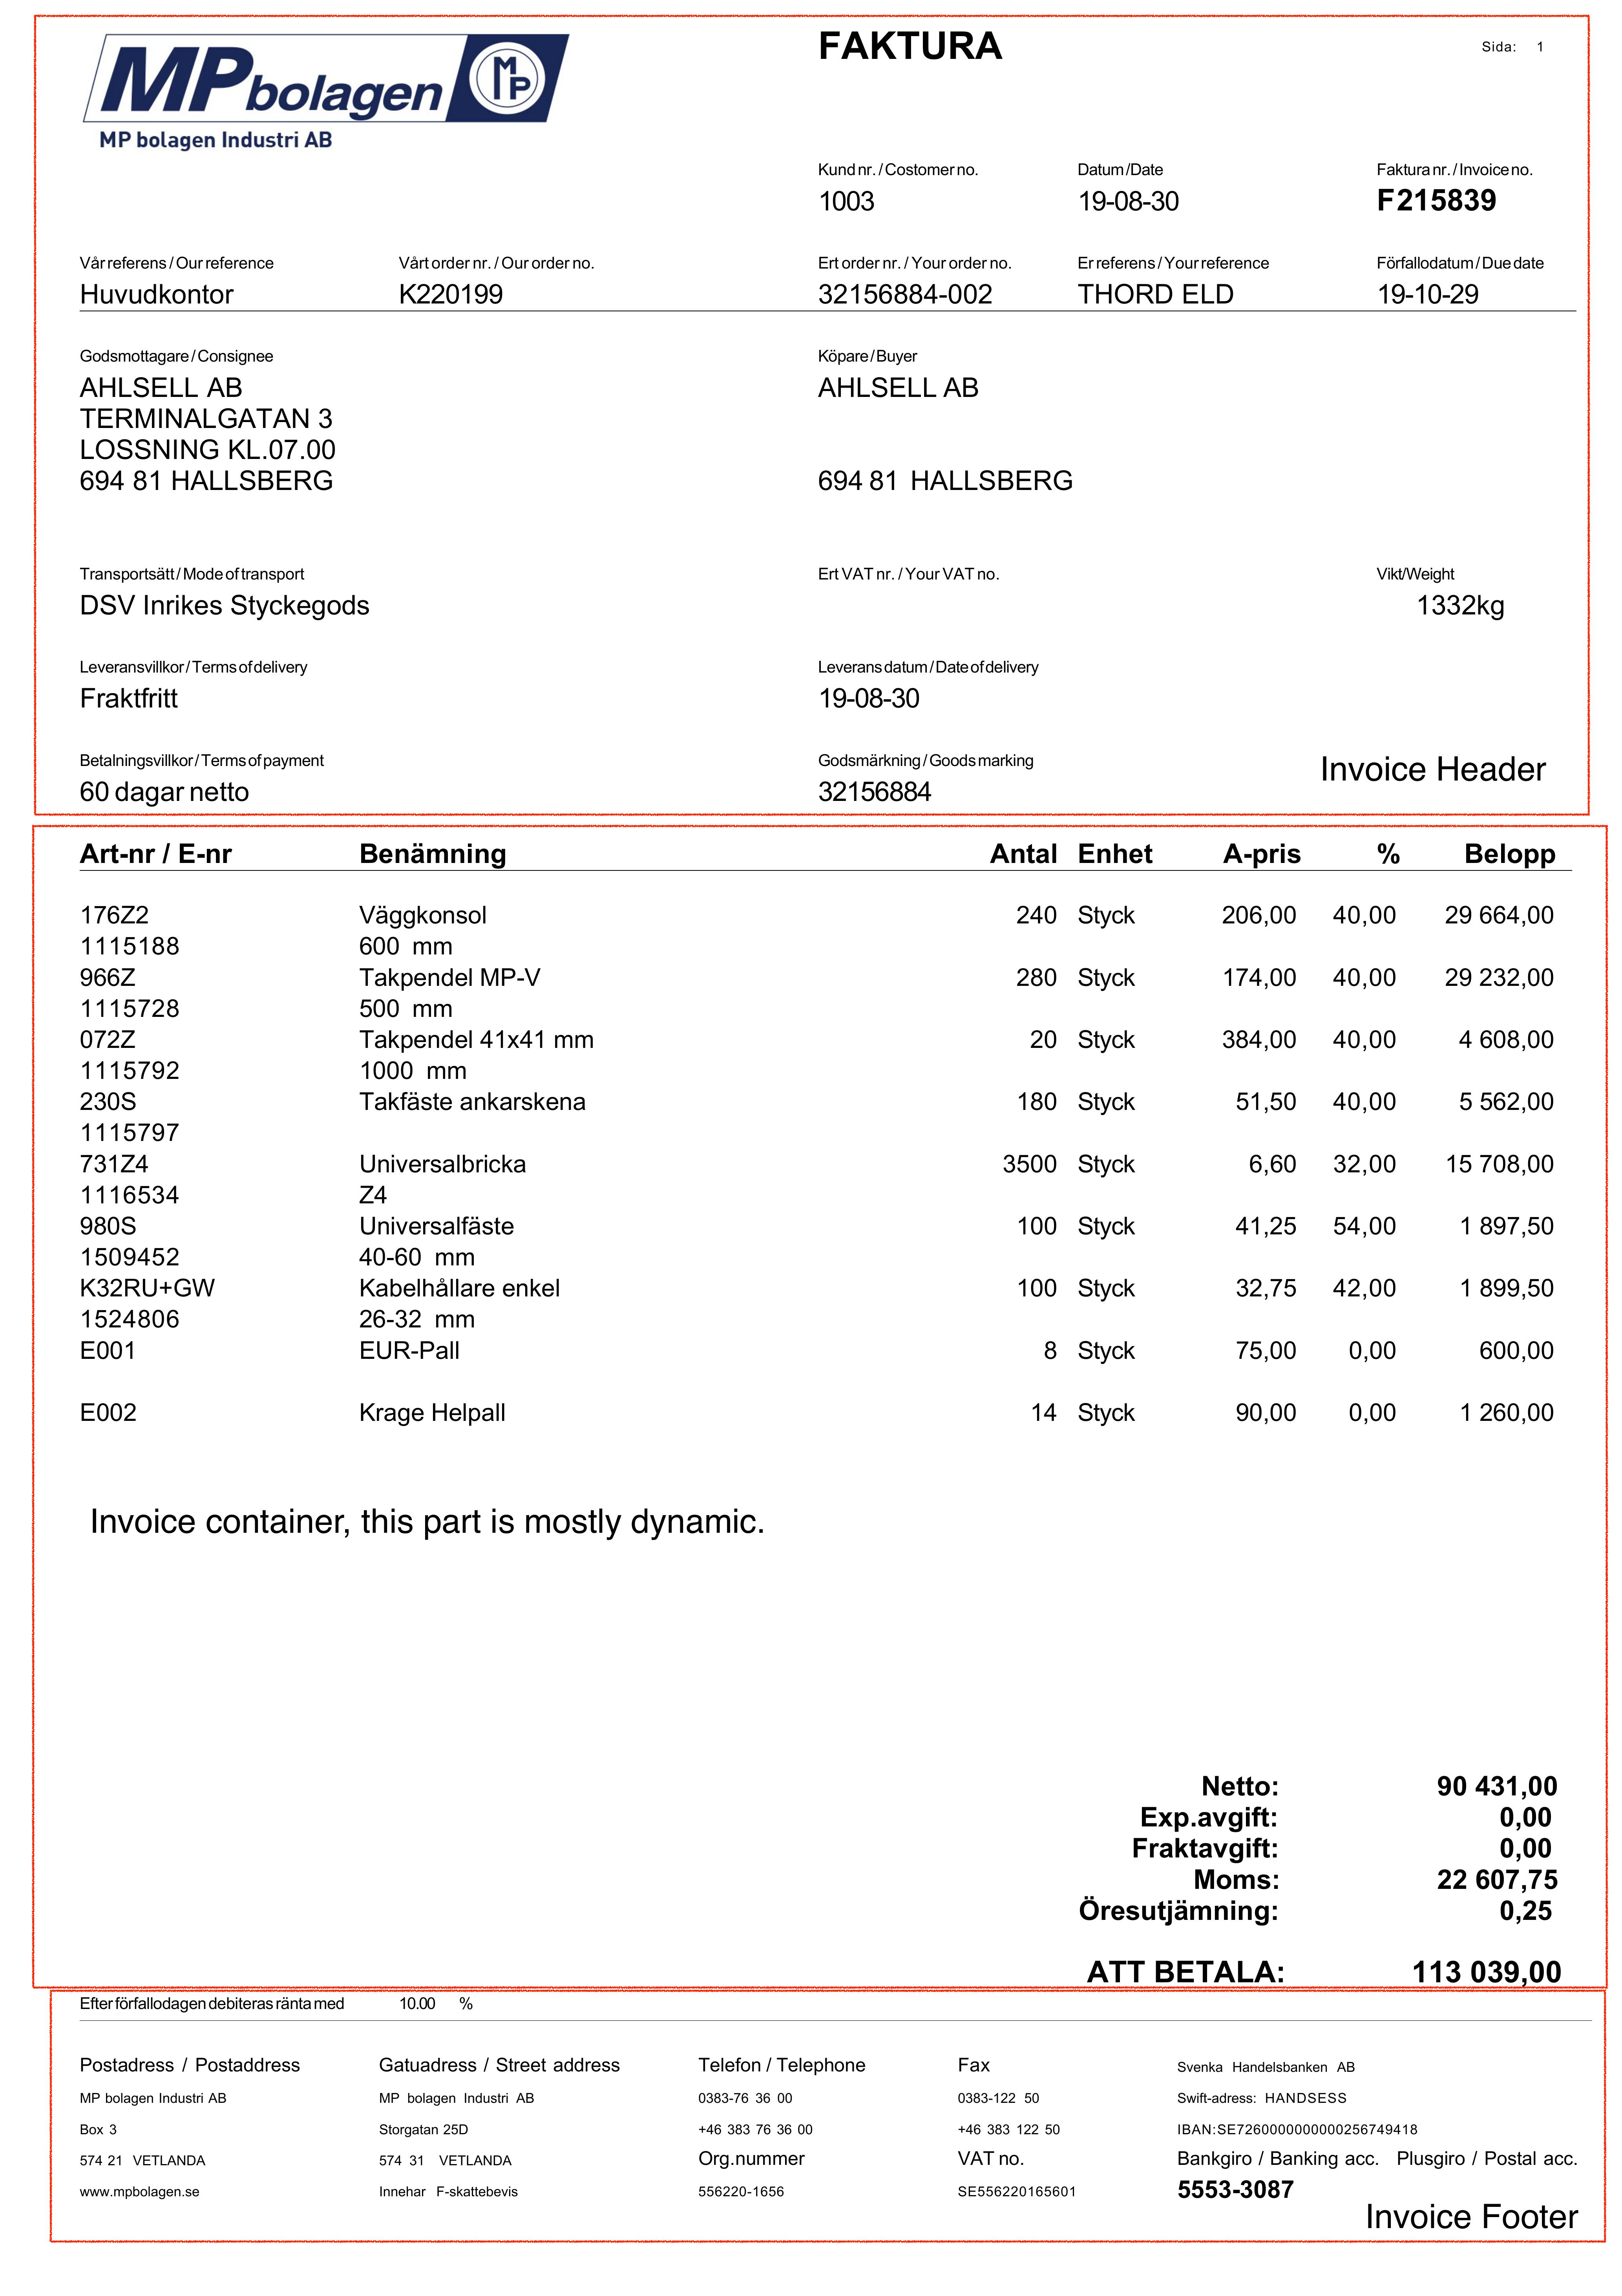 MPbolagen MP
MP bolagen Industri AB
FAKTURA
Sida: 1
Kund nr. / Costomer no. Datum /Date Faktura nr. / Invoice no.
1003 19-08-30 F215839
Vår referens / Our reference Vårt order nr. / Our order no. Ert order nr. / Your order no. Er referens / Your reference Förfallodatum / Due date
Huvudkontor K220199 32156884-002 THORD ELD 19-10-29
Godsmottagare / Consignee Köpare / Buyer
AHLSELL AB AHLSELL AB
TERMINALGATAN 3
LOSSNING KL.07.00
694 81 HALLSBERG 694 81 HALLSBERG
Transportsätt / Mode of transport Ert VAT nr. / Your VAT no. Vikt/Weight
DSV Inrikes Styckegods 1332kg
Leveransvillkor / Terms of delivery Leverans datum / Date of delivery
Fraktfritt 19-08-30
Betalningsvillkor / Terms of payment Godsmärkning / Goods marking
Invoice Header
60 dagar netto 32156884
Art-nr / E-nr Benämning Antal Enhet A-pris % Belopp
176Z2 Väggkonsol 240 Styck 206,00 40,00 29 664,00
1115188 600 mm
966Z Takpendel MP-V 280 Styck 174,00 40,00 29 232,00
1115728 500 mm
072Z Takpendel 41x41 mm 20 Styck 384,00 40,00 4 608,00
1115792 1000 mm
230S Takfäste ankarskena 180 Styck 51,50 40,00 5 562,00
1115797
731Z4 Universalbricka 3500 Styck 6,60 32,00 15 708,00
1116534 Z4
980S Universalfäste 100 Styck 41,25 54,00 1 897,50
1509452 40-60 mm
K32RU+GW Kabelhållare enkel 100 Styck 32,75 42,00 1 899,50
1524806 26-32 mm
E001 EUR-Pall 8 Styck 75,00 0,00 600,00
E002 Krage Helpall 14 Styck 90,00 0,00 1 260,00
Invoice container, this part is mostly dynamic.
Netto: 90 431,00
Exp.avgift: 0,00
Fraktavgift: 0,00
Moms: 22 607,75
Öresutjämning: 0,25
ATT BETALA: 113 039,00
Efter förfallodagen debiteras ränta med 10.00 %
Postadress / Postaddress Gatuadress / Street address Telefon / Telephone Fax Svenka Handelsbanken AB
MP bolagen Industri AB MP bolagen Industri AB 0383-76 36 00 0383-122 50 Swift-adress: HANDSESS
Box 3 Storgatan 25D +46 383 76 36 00 +46 383 122 50 IBAN:SE7260000000000256749418
574 21 VETLANDA 574 31 VETLANDA Org.nummer VAT no. Bankgiro / Banking acc. Plusgiro / Postal acc.
www.mpbolagen.se Innehar F-skattebevis 556220-1656 SE556220165601 5553-3087
Invoice Footer